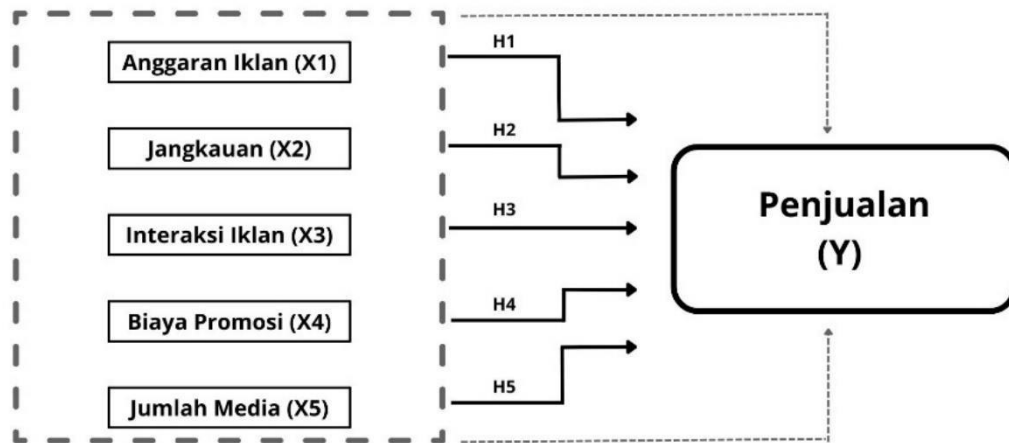 Anggaran Iklan (X1)
H1
Jangkauan (X2)
H2
Interaksi Iklan (X3)
H3
Biaya Promosi (X4)
H4
Jumlah Media (X5)
H5
Penjualan
(Y)